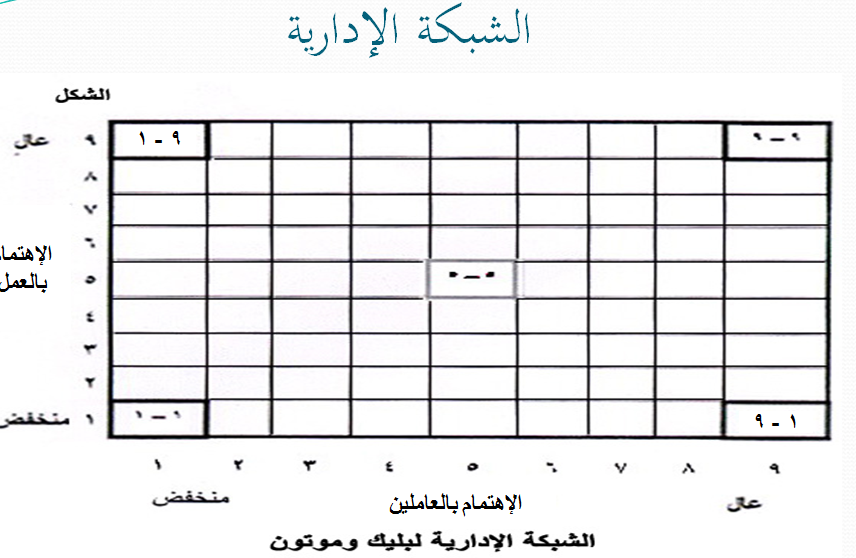 الشبكة الإدارية
الشكل
عالٍ ٩ ٩ - ١ ٩ – ٩
٨
٧
٦
الإهتما
بالعمل
٥ ٥ – ٥
٤
٣
٢
منخفض ١ ١ – ١ ١ - ٩
١ ٢ ٣ ٤ ٥ ٦ ٧ ٨ ٩
منخفض الإهتمام بالعاملين عال
الشبكة الإدارية لبليك وموتون